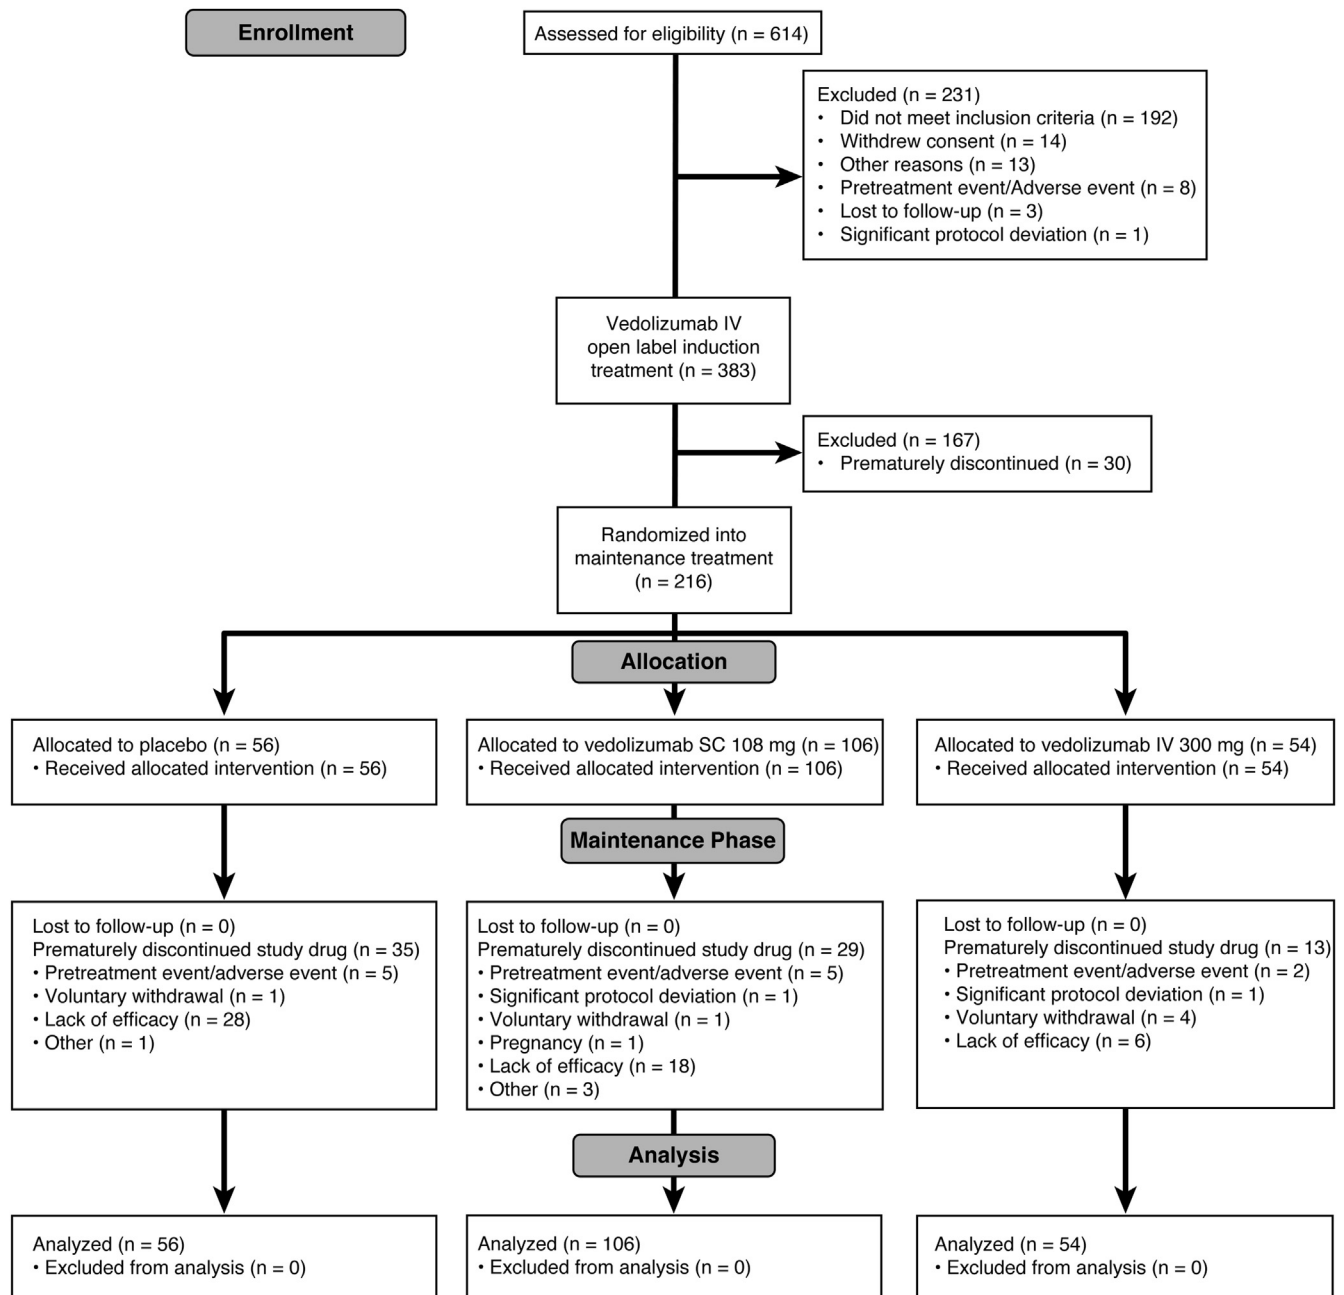 Enrollment
Assessed for eligibility (n = 614)
Excluded (n = 231)
• Did not meet inclusion criteria (n = 192)
• Withdrew consent (n = 14)
• Other reasons (n = 13)
• Pretreatment event/Adverse event (n = 8)
• Lost to follow-up (n = 3)
• Significant protocol deviation (n = 1)
Vedolizumab IV
open label induction
treatment (n = 383)
Excluded (n = 167)
• Prematurely discontinued (n = 30)
Randomized into
maintenance treatment
(n = 216)
Allocation
Allocated to placebo (n = 56)
• Received allocated intervention (n = 56)
Allocated to vedolizumab SC 108 mg (n = 106)
• Received allocated intervention (n = 106)
Allocated to vedolizumab IV 300 mg (n = 54)
• Received allocated intervention (n = 54)
Maintenance Phase
Lost to follow-up (n = 0)
Prematurely discontinued study drug (n = 35)
• Pretreatment event/adverse event (n = 5)
• Voluntary withdrawal (n = 1)
• Lack of efficacy (n = 28)
• Other (n = 1)
Lost to follow-up (n = 0)
Prematurely discontinued study drug (n = 29)
• Pretreatment event/adverse event (n = 5)
• Significant protocol deviation (n = 1)
• Voluntary withdrawal (n = 1)
• Pregnancy (n = 1)
• Lack of efficacy (n = 18)
• Other (n = 3)
Lost to follow-up (n = 0)
Prematurely discontinued study drug (n = 13)
• Pretreatment event/adverse event (n = 2)
• Significant protocol deviation (n = 1)
• Voluntary withdrawal (n = 4)
• Lack of efficacy (n = 6)
Analysis
Analyzed (n = 56)
• Excluded from analysis (n = 0)
Analyzed (n = 106)
• Excluded from analysis (n = 0)
Analyzed (n = 54)
• Excluded from analysis (n = 0)